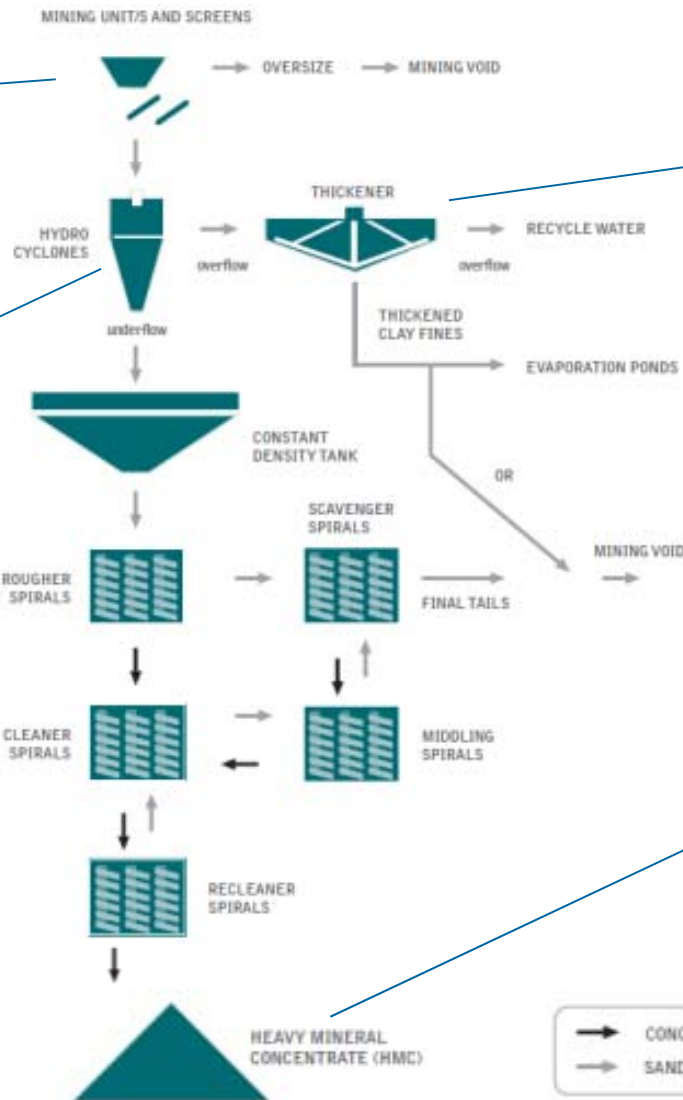 MINING UNIT/S AND SCREENS
OVERSIZE
MINING VOID
THICKENER
HYDRO
CYCLONES
overflow
overflow
RECYCLE WATER
underflow
THICKENED
CLAY FINES
EVAPORATION PONDS
CONSTANT
DENSITY TANK
OR
SCAVENGER
SPIRALS
MINING VOID
ROUGHER
SPIRALS
FINAL TAILS
CLEANER
SPIRALS
MIDDLING
SPIRALS
RECLEANER
SPIRALS
HEAVY MINERAL
CONCENTRATE (HMC)
CONC
SAND